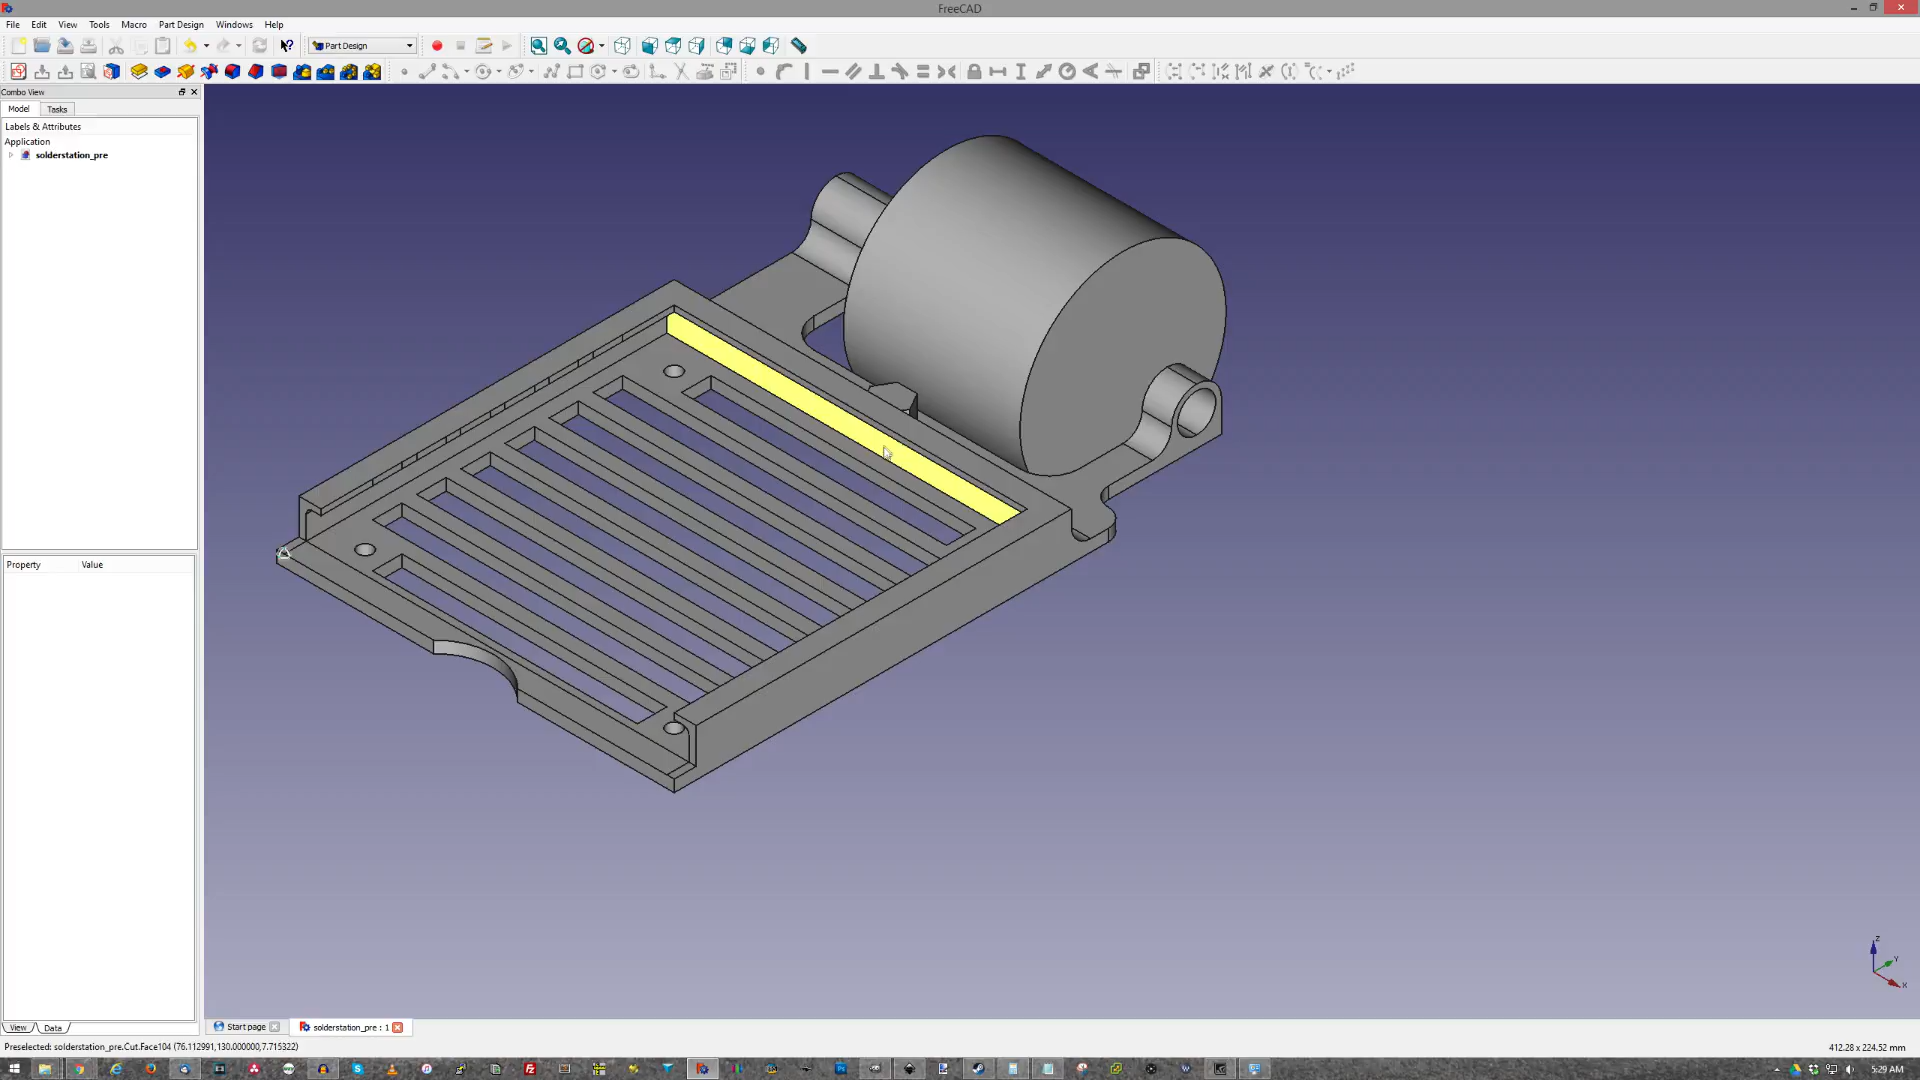 FreeCAD
File Edit View Tools Macro Part Design Windows Help
Part Design
Combo View
Model Tasks
Labels & Attributes
Application
solderstation_pre
Property Value
View Data
Start page solderstation_pre : 1
Preselected: solderstation_pre.Cut.Face104 (76.112991,130.000000,7.715322)
412.28 x 224.52 mm
Z
Y
X
5:29 AM